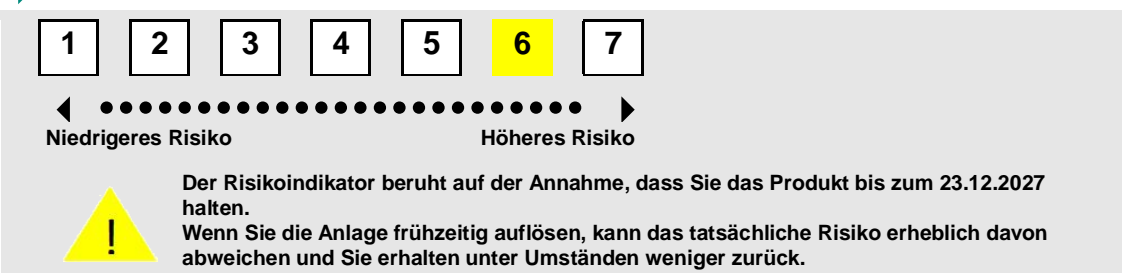 1 2 3 4 5 6 7
Niedrigeres Risiko Höheres Risiko
Der Risikoindikator beruht auf der Annahme, dass Sie das Produkt bis zum 23.12.2027
halten.
Wenn Sie die Anlage frühzeitig auflösen, kann das tatsächliche Risiko erheblich davon
abweichen und Sie erhalten unter Umständen weniger zurück.
!